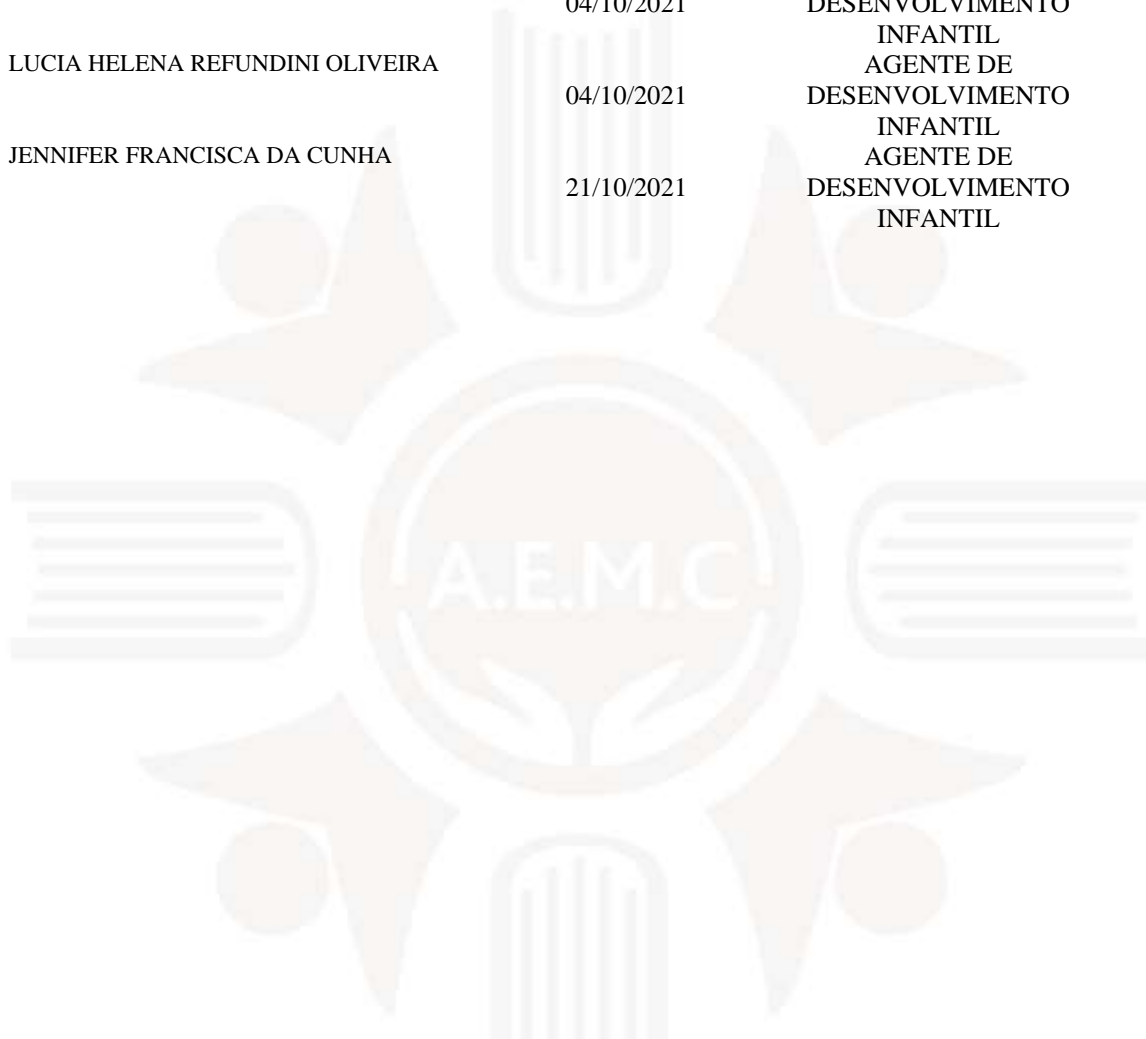 04/10/2021 DESENVOLVIMENTO
INFANTIL
LUCIA HELENA REFUNDINI OLIVEIRA AGENTE DE
04/10/2021 DESENVOLVIMENTO
INFANTIL
JENNIFER FRANCISCA DA CUNHA AGENTE DE
21/10/2021 DESENVOLVIMENTO
INFANTIL
A.E.M.C